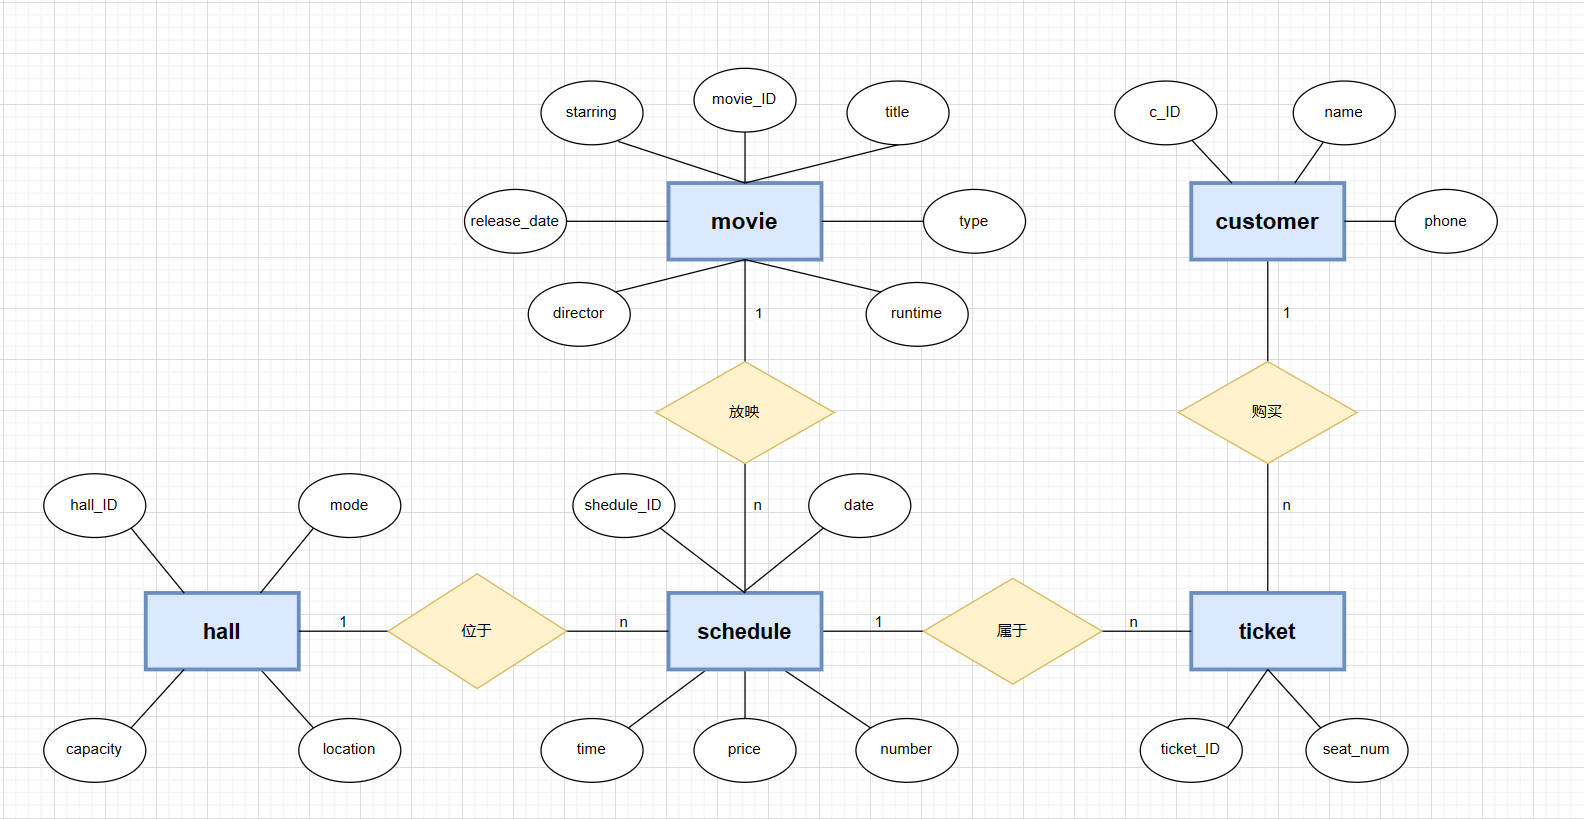 movie_ID
starring
title
c_ID
name
release_date
movie
type
customer
phone
director
1
runtime
1
放映
购买
hall_ID
mode
shedule_ID
n
date
n
hall
1
位于
n
schedule
1
属于
n
ticket
capacity
location
time
price
number
ticket_ID
seat_num